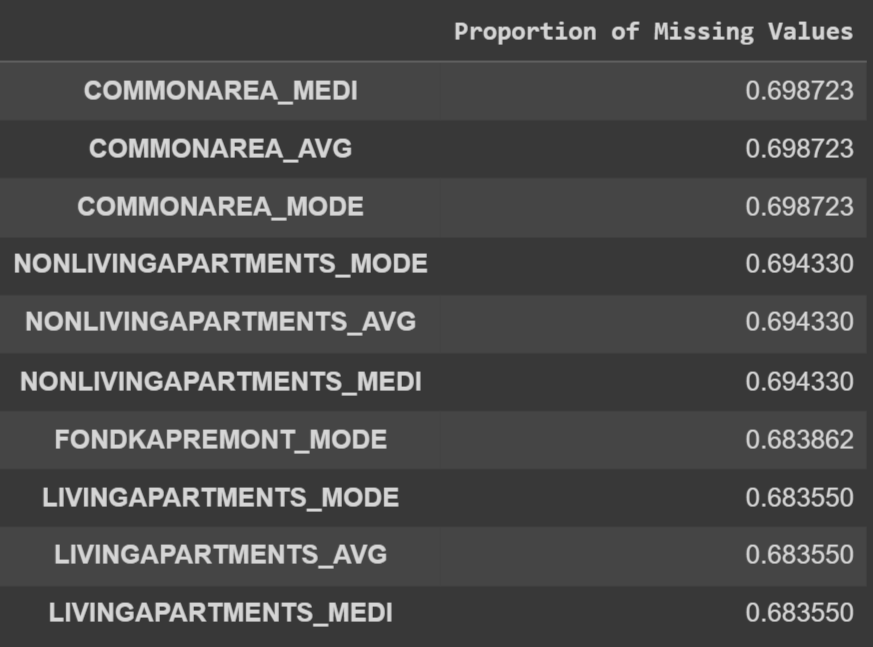 Proportion of Missing Values
COMMONAREA_MEDI 0.698723
COMMONAREA_AVG 0.698723
COMMONAREA_MODE 0.698723
NONLIVINGAPARTMENTS_MODE 0.694330
NONLIVINGAPARTMENTS_AVG 0.694330
NONLIVINGAPARTMENTS_MEDI 0.694330
FONDKAPREMONT_MODE 0.683862
LIVINGAPARTMENTS_MODE 0.683550
LIVINGAPARTMENTS_AVG 0.683550
LIVINGAPARTMENTS_MEDI 0.683550